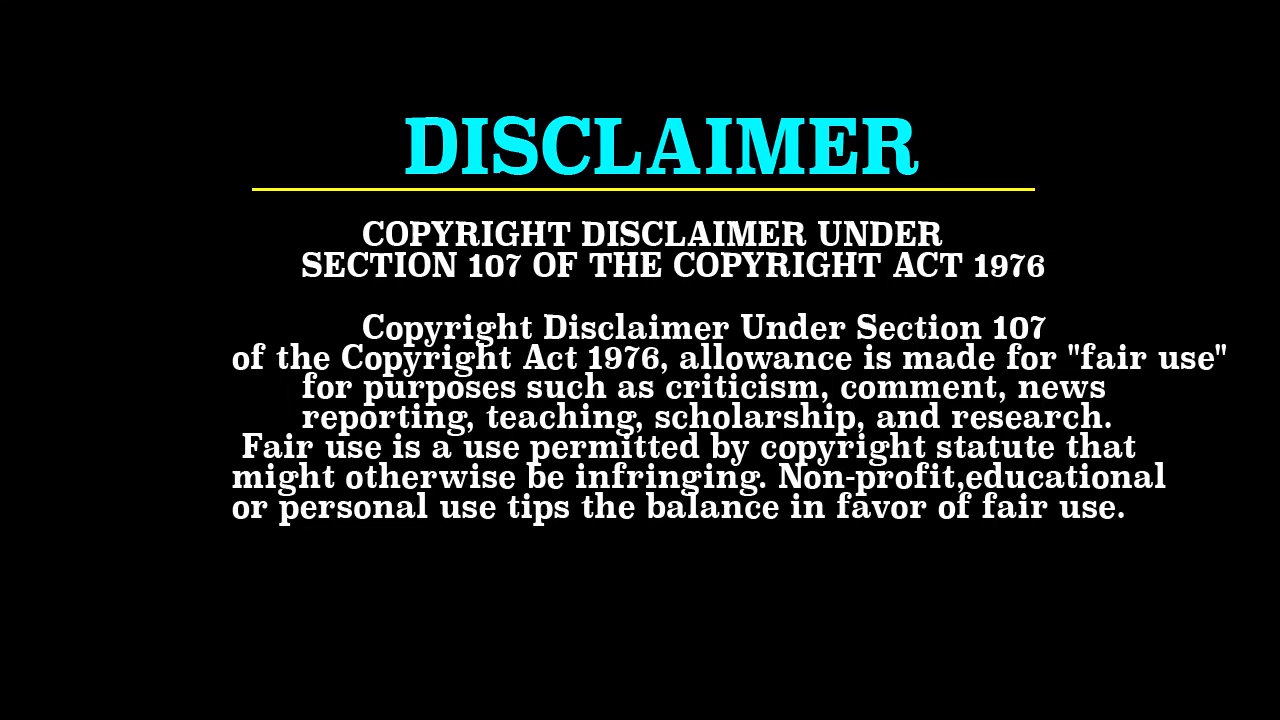 DISCLAIMER
COPYRIGHT DISCLAIMER UNDER
SECTION 107 OF THE COPYRIGHT ACT 1976
Copyright Disclaimer Under Section 107
of the Copyright Act 1976, allowance is made for "fair use"
for purposes such as criticism, comment, news
reporting, teaching, scholarship, and research.
Fair use is a use permitted by copyright statute that
might otherwise be infringing. Non-profit,educational
or personal use tips the balance in favor of fair use.